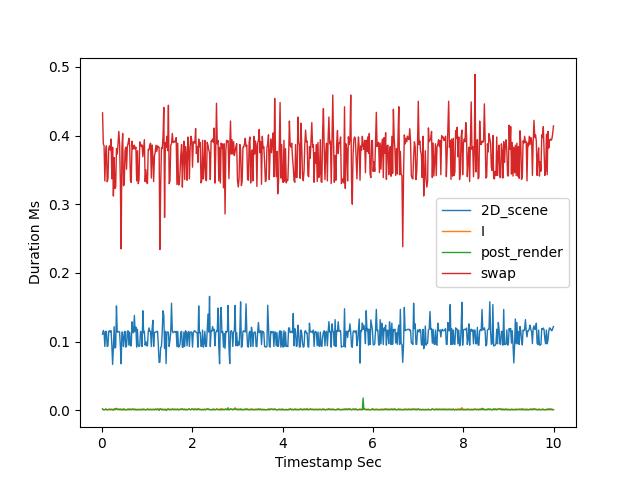 0.5
0.4
0.3
0.2
0.1
0.0
Duration Ms
2D_scene
I
post_render
swap
0 2 4 6 8 10
Timestamp Sec